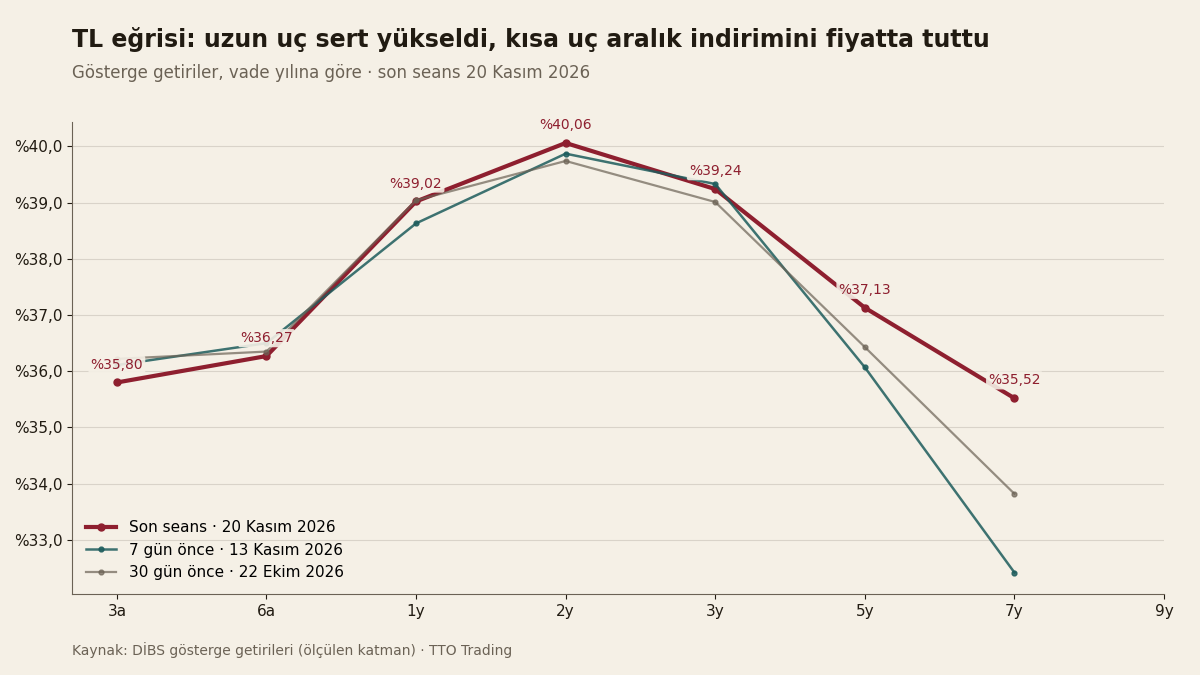 TL eğrisi: uzun uç sert yükseldi, kısa uç aralık indirimini fiyatta tuttu
Gösterge getiriler, vade yılına göre · son seans 20 Kasım 2026
%40,0
%39,0
%38,0
%37,0
%36,0
%35,0
%34,0
%33,0
%35,80
%36,27
%39,02
%40,06
%39,24
%37,13
%35,52
Son seans · 20 Kasım 2026
7 gün önce · 13 Kasım 2026
30 gün önce · 22 Ekim 2026
3a 6a 1y 2y 3y 5y 7y 9y
Kaynak: DİBS gösterge getirileri (ölçülen katman) · TTO Trading